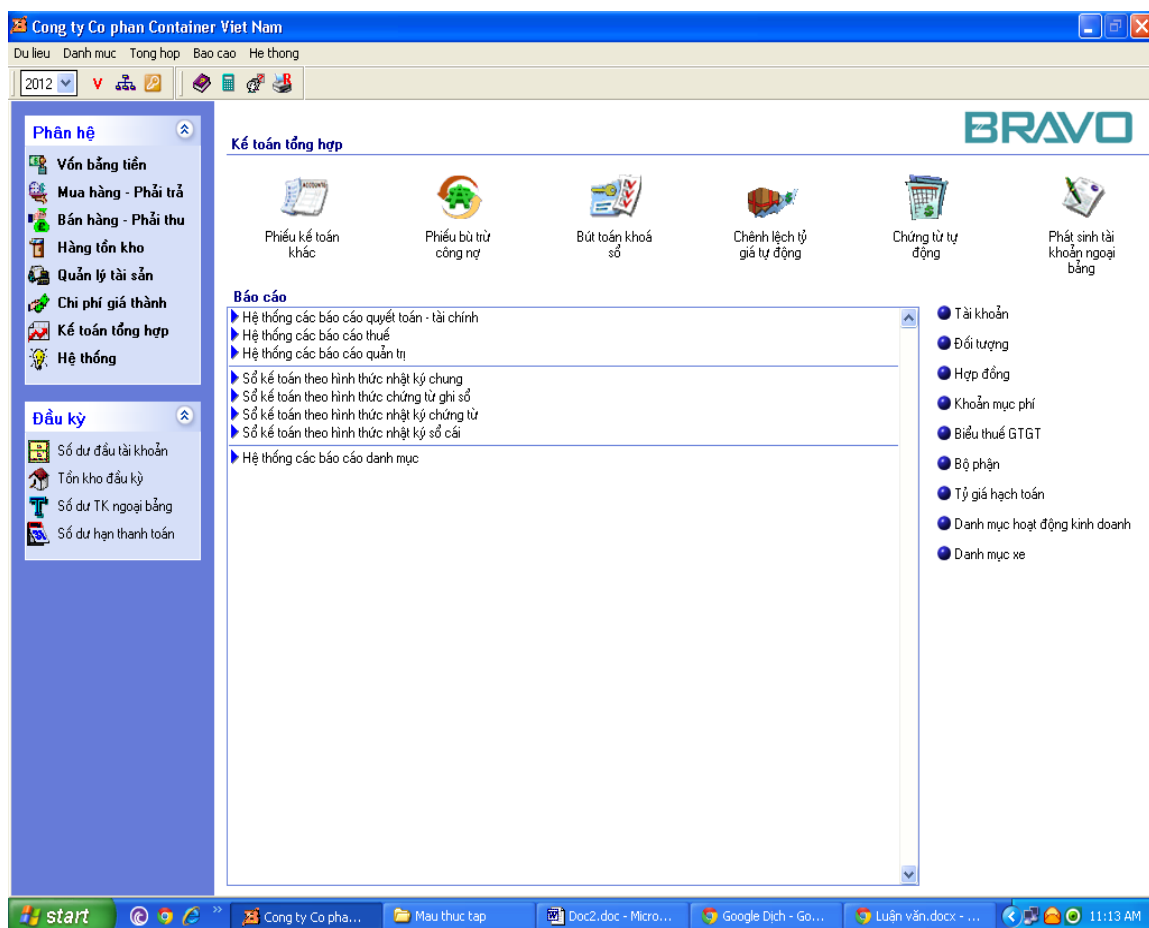 Cong ty Co phan Container Viet Nam
Du lieu Danh muc Tong hop Bao cao He thong
2012 V
BRAVO
Phân hệ
Vốn bằng tiền
Mua hàng - Phải trả
Bán hàng - Phải thu
Hàng tồn kho
Quản lý tài sản
Chi phí giá thành
Kế toán tổng hợp
Hệ thống
Đầu kỳ
Số dư đầu tài khoản
Tồn kho đầu kỳ
Số dư TK ngoại bảng
Số dư hạn thanh toán
Kế toán tổng hợp
ACCOUNTS
Phiếu kế toán
khác
Phiếu bù trừ
công nợ
Bút toán khoá
sổ
Chênh lệch tỷ
giá tự động
Chứng từ tự
động
Phát sinh tài
khoản ngoại
bảng
Báo cáo
Hệ thống các báo cáo quyết toán - tài chính
Hệ thống các báo cáo thuế
Hệ thống các báo cáo quản trị
Sổ kế toán theo hình thức nhật ký chung
Sổ kế toán theo hình thức chứng từ ghi sổ
Sổ kế toán theo hình thức nhật ký chứng từ
Sổ kế toán theo hình thức nhật ký sổ cái
Hệ thống các báo cáo danh mục
Tài khoản
Đối tượng
Hợp đồng
Khoản mục phí
Biểu thuế GTGT
Bộ phận
Tỷ giá hạch toán
Danh mục hoạt động kinh doanh
Danh mục xe
start
Cong ty Co pha...
Mau thuc tap
Doc2.doc - Micro...
Google Dịch - Go...
Luận văn.docx - ...
11:13 AM